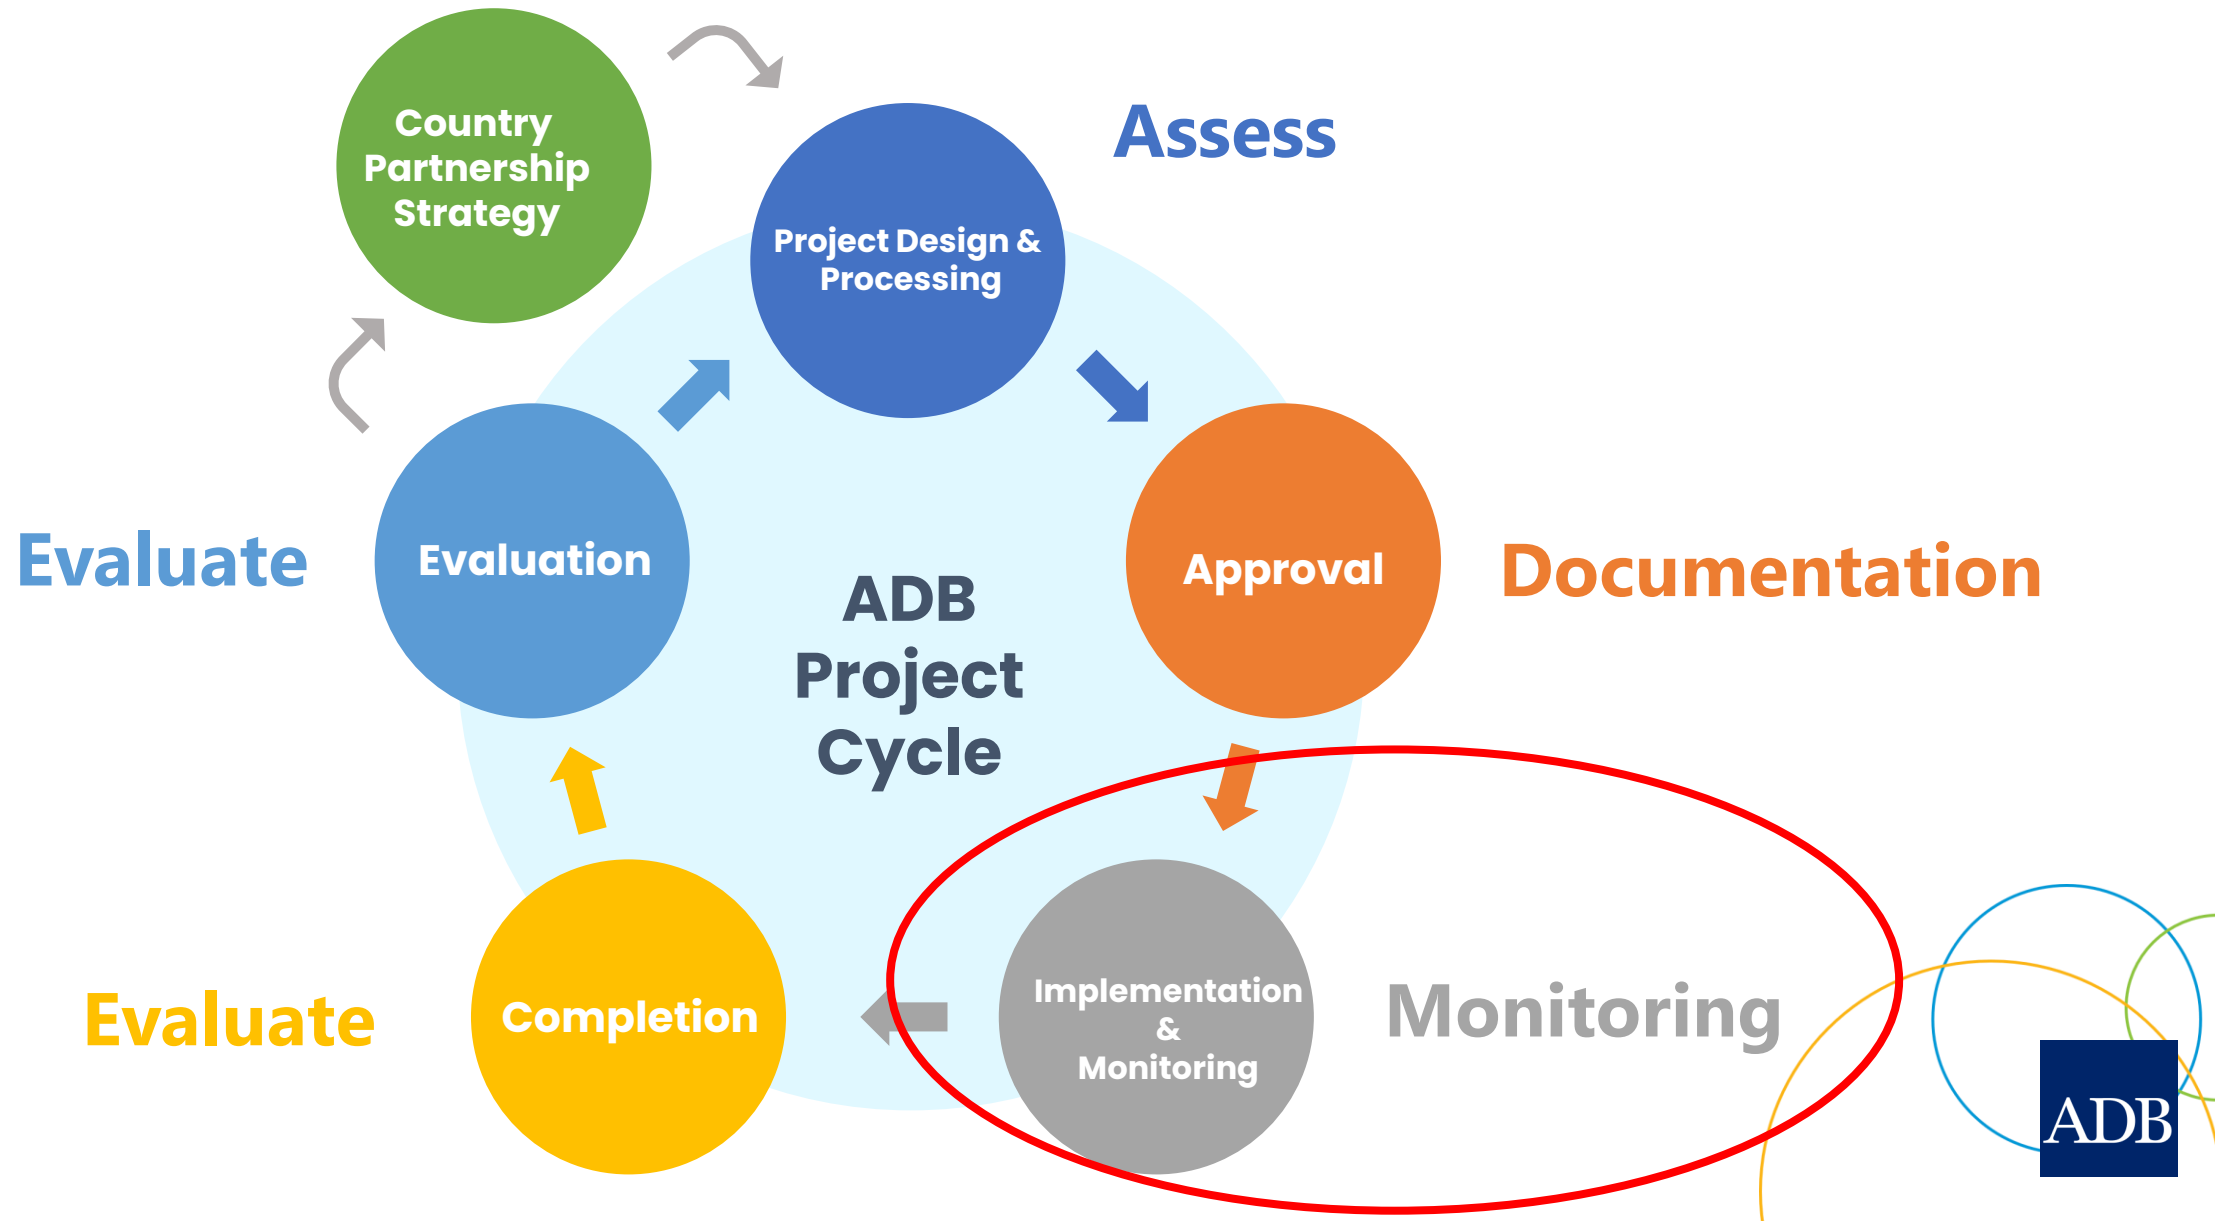 Country
Partnership
Strategy
Assess
Project Design &
Processing
Evaluate
Evaluation
Approval
Documentation
ADB
Project
Cycle
Evaluate
Completion
Implementation
&
Monitoring
Monitoring
ADB